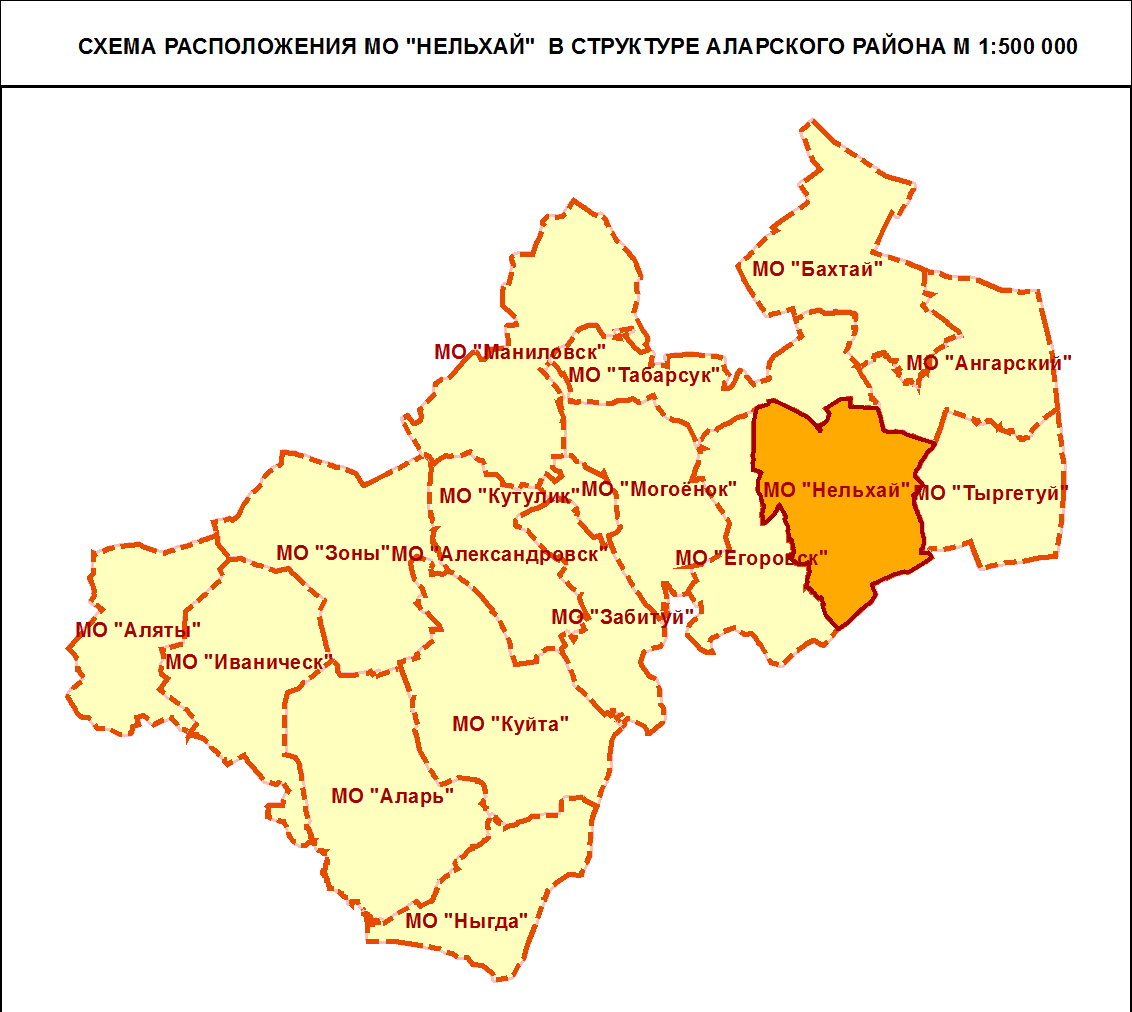 СХЕМА РАСПОЛОЖЕНИЯ МО "НЕЛЬХАЙ"  В СТРУКТУРЕ АЛАРСКОГО РАЙОНА М 1:500 000
МО "Бахтай"
МО "Маниловск"
МО "Ангарский"
МО "Табарсук"
МО "Могоёнок"
МО "Нельхай"
МО "Тыргетуй"
МО "Кутулик"
МО "Зоны"
МО "Александровск"
МО "Егоровск"
МО "Забитуй"
МО "Аляты"
МО "Иваническ"
МО "Куйта"
МО "Аларь"
МО "Ныгда"